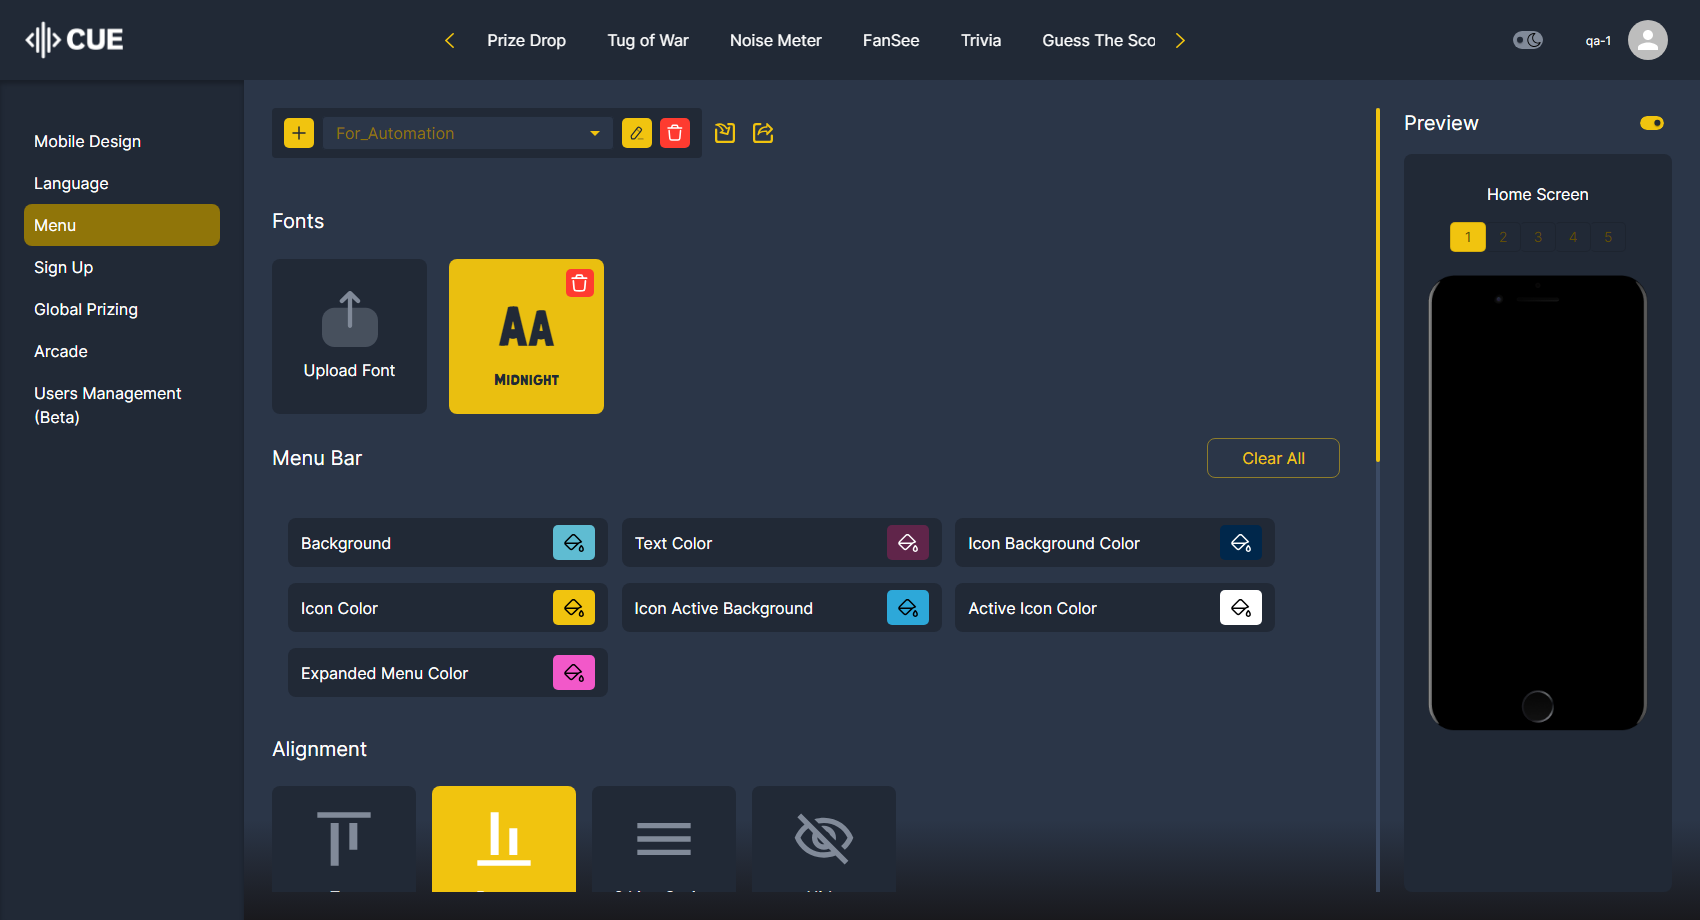 CUE
Prize Drop
Tug of War
Noise Meter
FanSee
Trivia
Guess The Sco
qa-1
Mobile Design
Language
Menu
Sign Up
Global Prizing
Arcade
Users Management
(Beta)
For_Automation
Fonts
Upload Font
AA
MIDNIGHT
Menu Bar
Clear All
Background
Text Color
Icon Background Color
Icon Color
Icon Active Background
Active Icon Color
Expanded Menu Color
Alignment
Preview
Home Screen
1 2 3 4 5